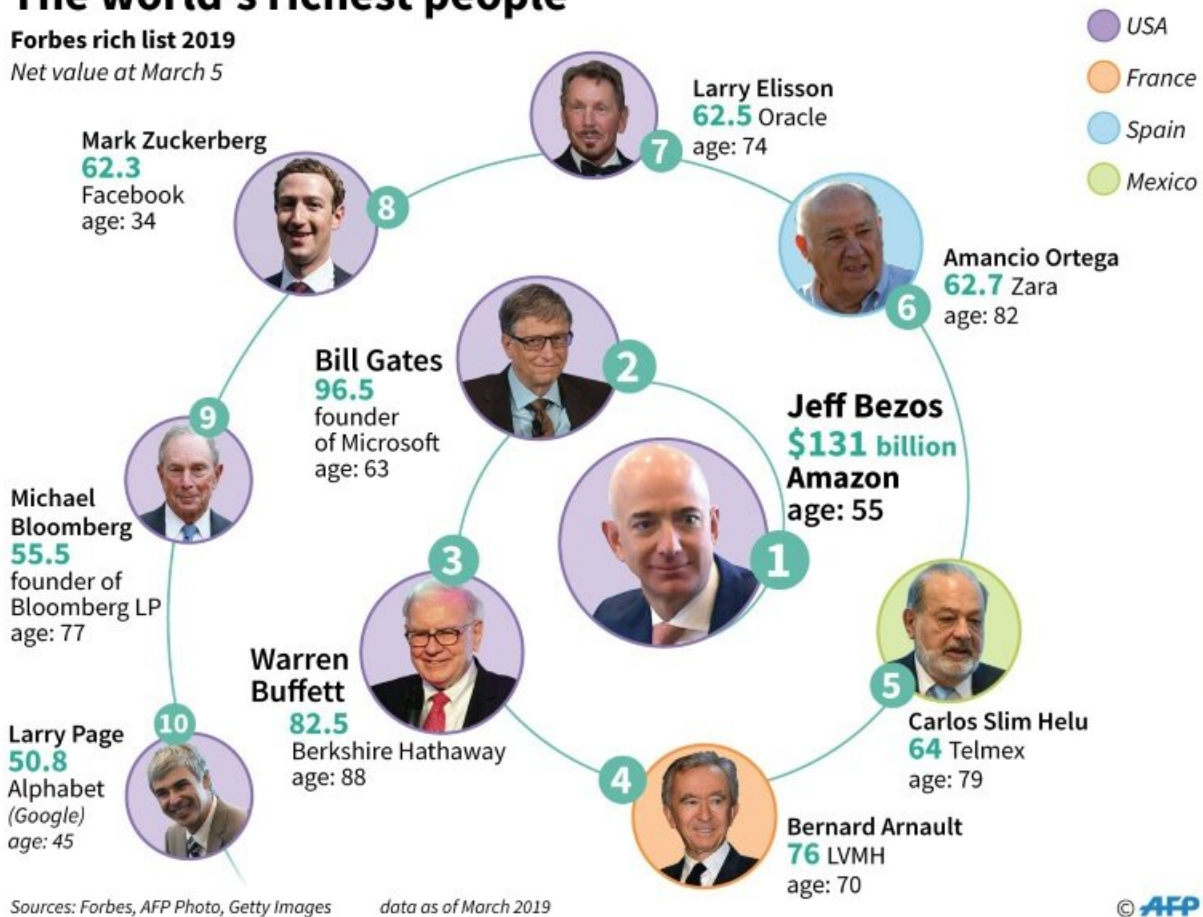 The world's richest people
Forbes rich list 2019
Net value at March 5
USA
France
Spain
Mexico
Larry Elisson
62.5 Oracle
age: 74
7
Mark Zuckerberg
62.3
Facebook
age: 34
8
Amancio Ortega
62.7 Zara
age: 82
6
Bill Gates
96.5
founder
of Microsoft
age: 63
2
Jeff Bezos
$131 billion
Amazon
age: 55
1
9
Michael
Bloomberg
55.5
founder of
Bloomberg LP
age: 77
3
Warren
Buffett
82.5
Berkshire Hathaway
age: 88
5
Carlos Slim Helu
64 Telmex
age: 79
10
Larry Page
50.8
Alphabet
(Google)
age: 45
4
Bernard Arnault
76 LVMH
age: 70
Sources: Forbes, AFP Photo, Getty Images
data as of March 2019
© AFP